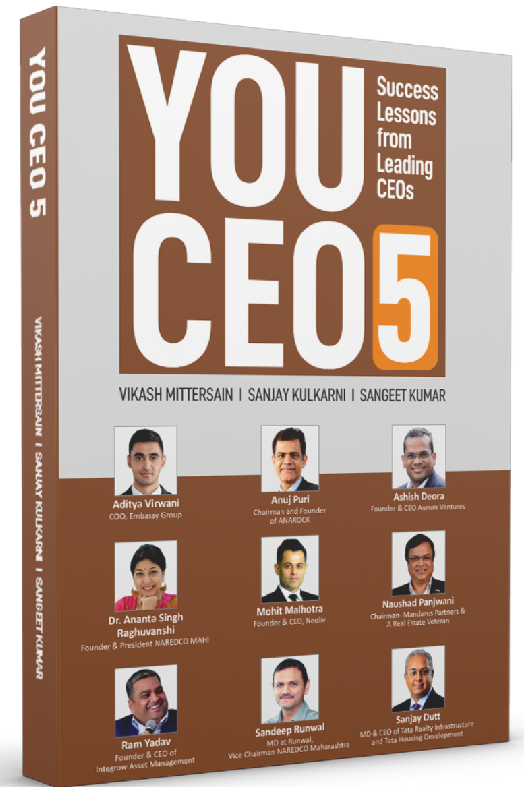 YOU CEO 5
VIKASH MITTERSAIN I SANJAY KULKARNI I SANGEET KUMAR
YOU
CEO 5
Success
Lessons
from
Leading
CEOs
VIKASH MITTERSAIN I SANJAY KULKARNI I SANGEET KUMAR
Aditya Virwani
COO, Embassy Group
Anuj Puri
Chairman and Founder
of ANAROCK
Ashish Deora
Founder & CEO Aurum Ventures
Dr. Ananta Singh
Raghuvanshi
Founder & President NAREDCO MAHI
Mohit Malhotra
Founder & CEO, Neoliv
Naushad Panjwani
Chairman- Mandarus Partners &
A Real Estate Veteran
Ram Yadav
Founder & CEO of
Integrow Asset Management
Sandeep Runwal
MD at Runwal,
Vice Chairman NAREDCO Maharashtra
Sanjay Dutt
MD & CEO of Tata Realty Infrastructure
and Tata Housing Development